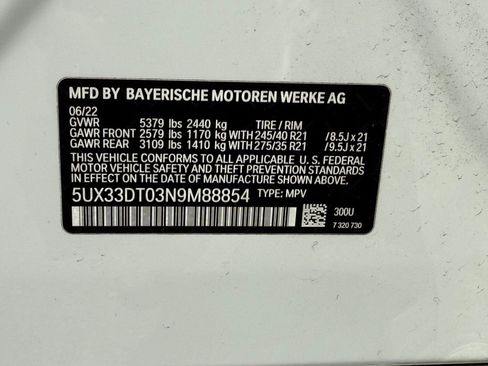 MFD BY BAYERISCHE MOTOREN WERKE AG
06/22
GVWR 5379 lbs 2440 kg TIRE / RIM
GAWR FRONT 2579 lbs 1170 kg WITH 245/40 R21 /8.5J x 21
GAWR REAR 3109 lbs 1410 kg WITH 275/35 R21 /9.5J x 21
THIS VEHICLE CONFORMS TO ALL APPLICABLE U.S. FEDERAL
MOTOR VEHICLE SAFETY STANDARDS IN EFFECT ON THE
DATE OF MANUFACTURE SHOWN ABOVE.
5UX33DT03N9M88854 TYPE: MPV
300U
7 320 730